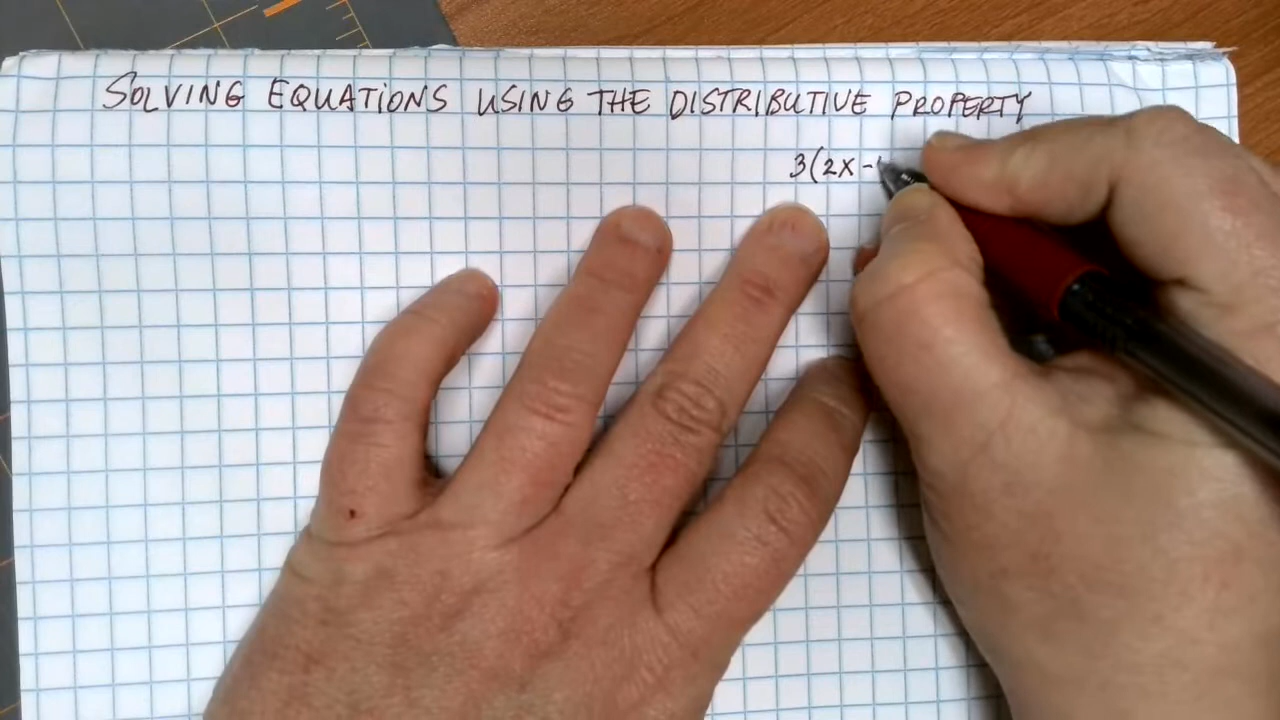 SOLVING EQUATIONS USING THE DISTRIBUTIVE PROPERTY
3(2x -